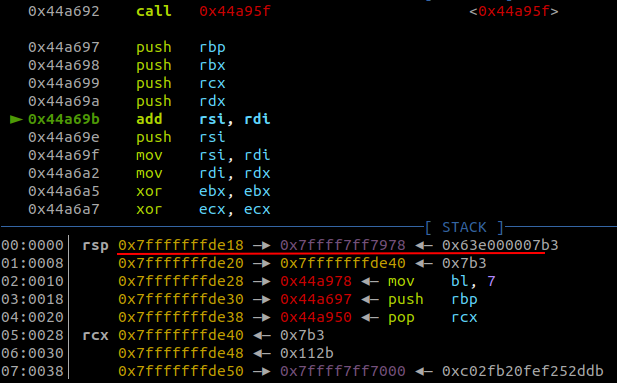 0x44a692 call 0x44a95f <0x44a95f>
0x44a697 push rbp
0x44a698 push rbx
0x44a699 push rcx
0x44a69a push rdx
► 0x44a69b add rsi, rdi
0x44a69e push rsi
0x44a69f mov rsi, rdi
0x44a6a2 mov rdi, rdx
0x44a6a5 xor ebx, ebx
0x44a6a7 xor ecx, ecx
[ STACK ]
00:0000│ rsp 0x7fffffffde18 —▸ 0x7ffff7ff7978 ◂— 0x63e000007b3
01:0008│ 0x7fffffffde20 —▸ 0x7fffffffde40 ◂— 0x7b3
02:0010│ 0x7fffffffde28 —▸ 0x44a978 ◂— mov bl, 7
03:0018│ 0x7fffffffde30 —▸ 0x44a697 ◂— push rbp
04:0020│ 0x7fffffffde38 —▸ 0x44a950 ◂— pop rcx
05:0028│ rcx 0x7fffffffde40 ◂— 0x7b3
06:0030│ 0x7fffffffde48 ◂— 0x112b
07:0038│ 0x7fffffffde50 —▸ 0x7ffff7ff7000 ◂— 0xc02fb20fef252ddb